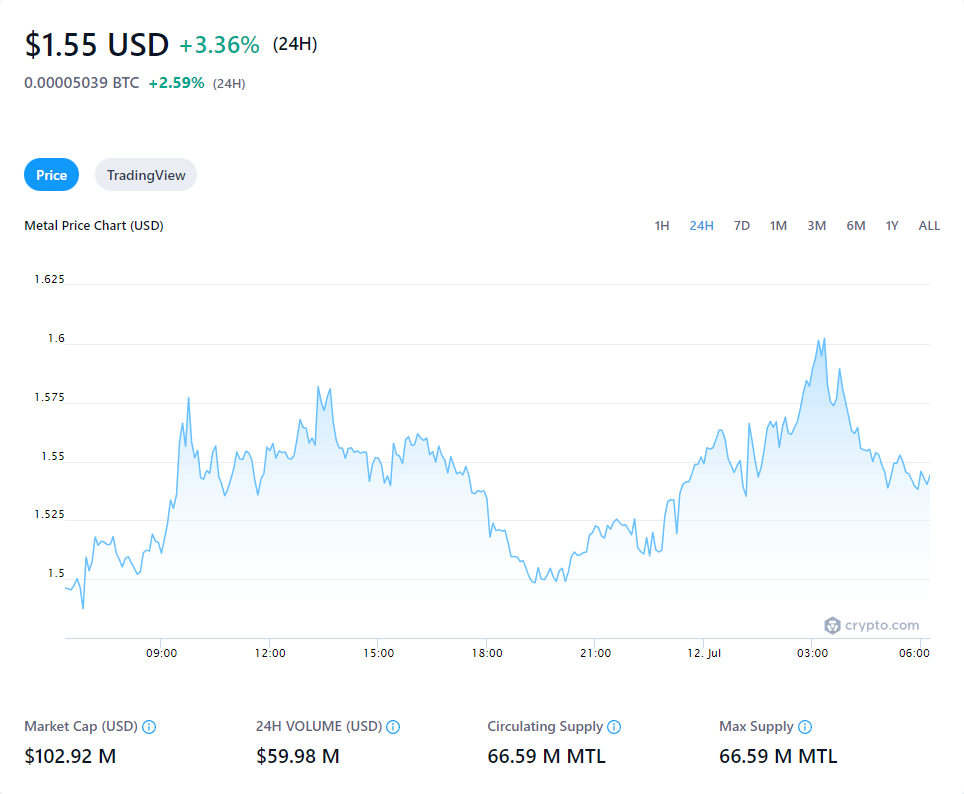 $1.55 USD +3.36% (24H)
0.00005039 BTC +2.59% (24H)
Price TradingView
Metal Price Chart (USD) 1H 24H 7D 1M 3M 6M 1Y ALL
1.625
1.6
1.575
1.55
1.525
1.5
crypto.com
09:00 12:00 15:00 18:00 21:00 12. Jul 03:00 06:00
Market Cap (USD) 24H VOLUME (USD) Circulating Supply Max Supply
$102.92 M $59.98 M 66.59 M MTL 66.59 M MTL